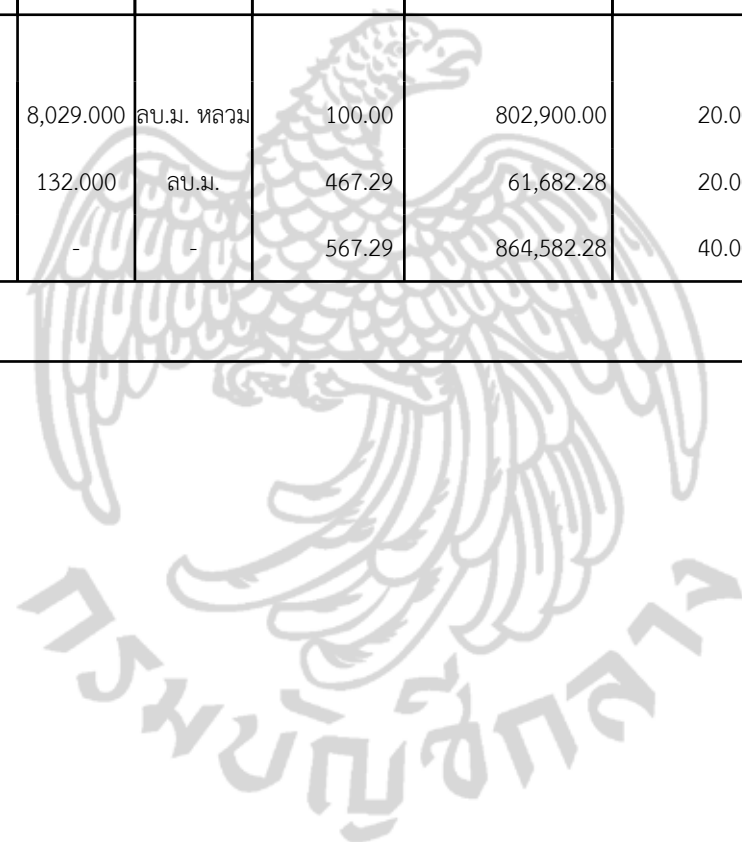 8,029.000 ลบ.ม. หลวม 100.00 802,900.00 20.0
132.000 ลบ.ม. 467.29 61,682.28 20.0
- - 567.29 864,582.28 40.0
กรมบัญชีกลาง